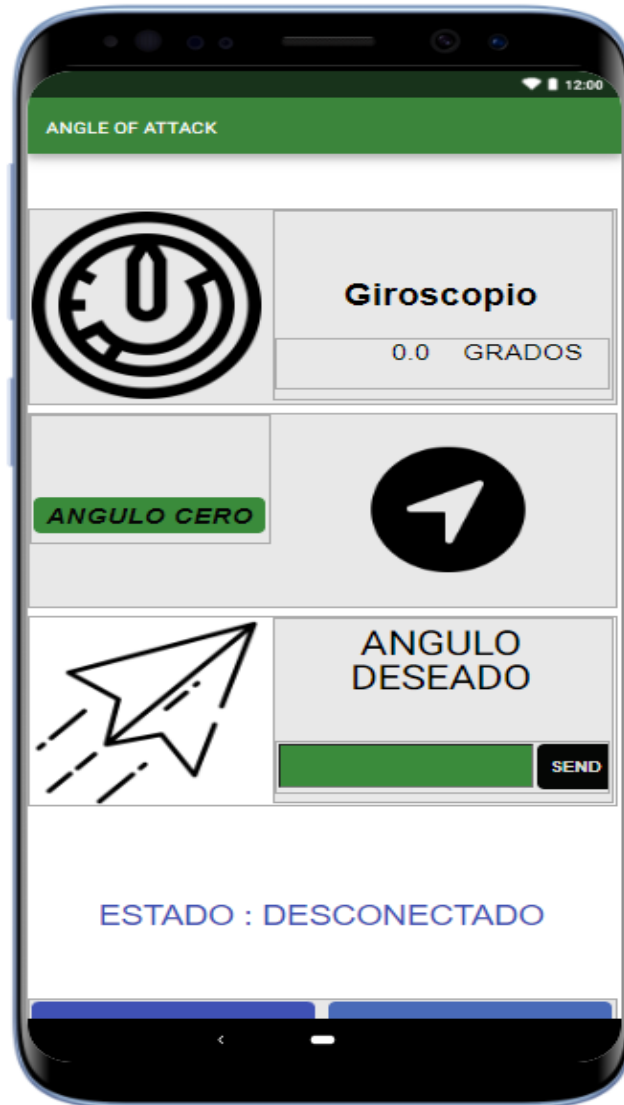 12:00
ANGLE OF ATTACK
Giroscopio
0.0 GRADOS
ANGULO CERO
ANGULO
DESEADO
SEND
ESTADO : DESCONECTADO